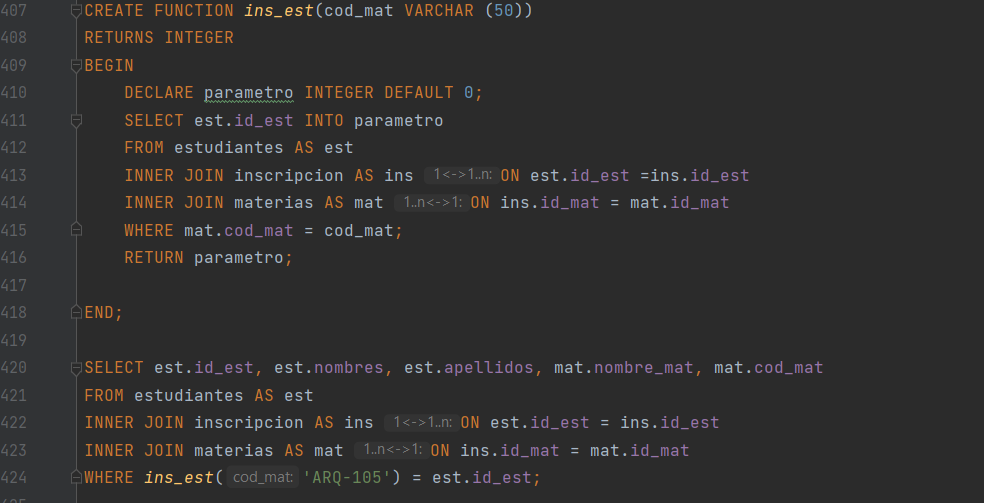 407 CREATE FUNCTION ins_est(cod_mat VARCHAR (50))
408 RETURNS INTEGER
409 BEGIN
410 DECLARE parametro INTEGER DEFAULT 0;
411 SELECT est.id_est INTO parametro
412 FROM estudiantes AS est
413 INNER JOIN inscripcion AS ins 1<->1..n: ON est.id_est =ins.id_est
414 INNER JOIN materias AS mat 1..n<->1: ON ins.id_mat = mat.id_mat
415 WHERE mat.cod_mat = cod_mat;
416 RETURN parametro;
417
418 END;
419
420 SELECT est.id_est, est.nombres, est.apellidos, mat.nombre_mat, mat.cod_mat
421 FROM estudiantes AS est
422 INNER JOIN inscripcion AS ins 1<->1..n: ON est.id_est = ins.id_est
423 INNER JOIN materias AS mat 1..n<->1: ON ins.id_mat = mat.id_mat
424 WHERE ins_est( cod_mat: 'ARQ-105') = est.id_est;